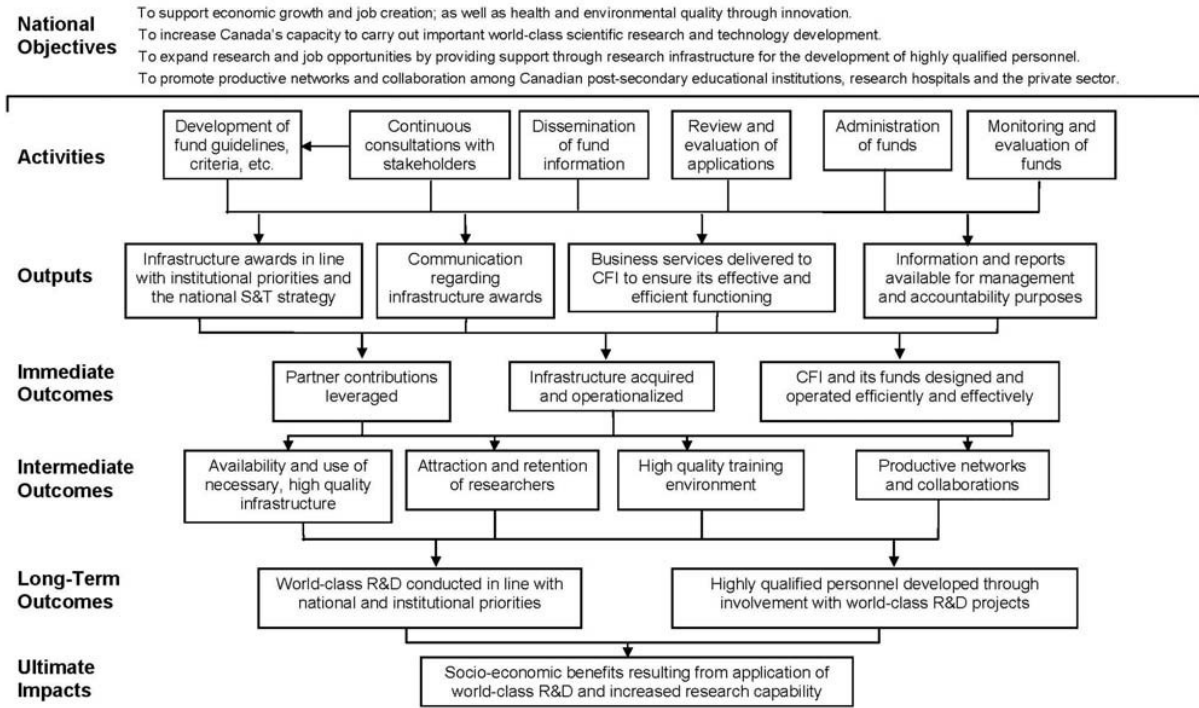 National
Objectives
To support economic growth and job creation; as well as health and environmental quality through innovation.
To increase Canada's capacity to carry out important world-class scientific research and technology development.
To expand research and job opportunities by providing support through research infrastructure for the development of highly qualified personnel.
To promote productive networks and collaboration among Canadian post-secondary educational institutions, research hospitals and the private sector.
Activities
Development of
fund guidelines,
criteria, etc.
Continuous
consultations with
stakeholders
Dissemination
of fund
information
Review and
evaluation of
applications
Administration
of funds
Monitoring and
evaluation of
funds
Outputs
Infrastructure awards in line
with institutional priorities and
the national S&T strategy
Communication
regarding
infrastructure awards
Business services delivered to
CFI to ensure its effective and
efficient functioning
Information and reports
available for management
and accountability purposes
Immediate
Outcomes
Partner contributions
leveraged
Infrastructure acquired
and operationalized
CFI and its funds designed and
operated efficiently and effectively
Intermediate
Outcomes
Availability and use of
necessary, high quality
infrastructure
Attraction and retention
of researchers
High quality training
environment
Productive networks
and collaborations
Long-Term
Outcomes
World-class R&D conducted in line with
national and institutional priorities
Highly qualified personnel developed through
involvement with world-class R&D projects
Ultimate
Impacts
Socio-economic benefits resulting from application of
world-class R&D and increased research capability